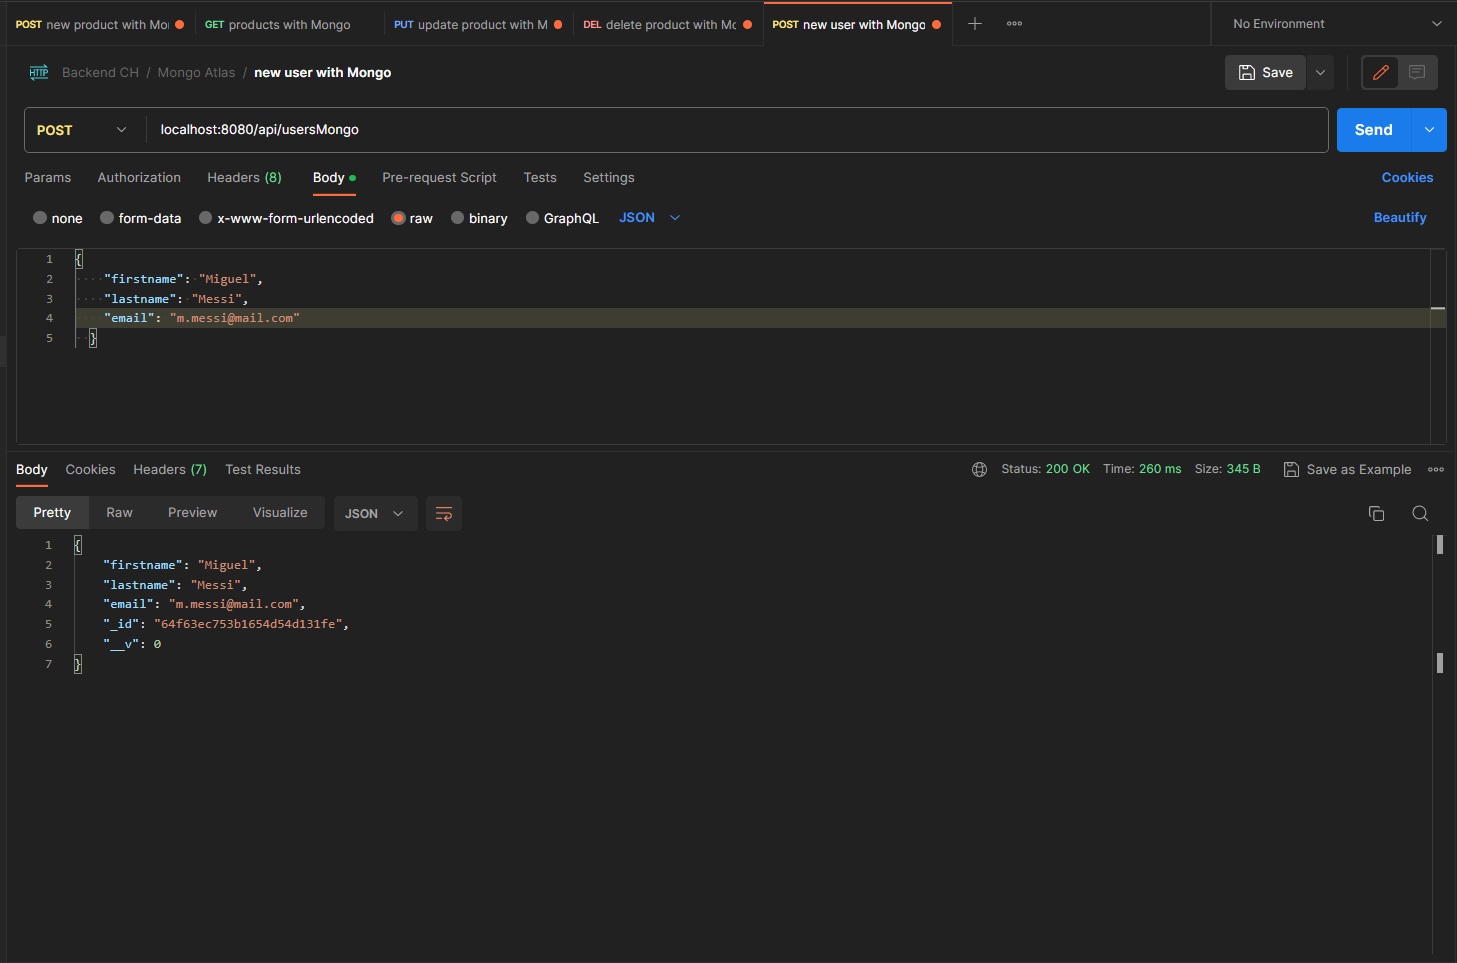 POST new product with Mo
GET products with Mongo
PUT update product with M
DEL delete product with Mc
POST new user with Mongo
No Environment
HTTP Backend CH / Mongo Atlas / new user with Mongo
Save
POST localhost:8080/api/usersMongo
Send
Params Authorization Headers (8) Body Pre-request Script Tests Settings Cookies
none form-data x-www-form-urlencoded raw binary GraphQL JSON Beautify
1 {
2 "firstname": "Miguel",
3 "lastname": "Messi",
4 "email": "m.messi@mail.com"
5 }
Body Cookies Headers (7) Test Results Status: 200 OK Time: 260 ms Size: 345 B Save as Example
Pretty Raw Preview Visualize JSON
1 {
2 "firstname": "Miguel",
3 "lastname": "Messi",
4 "email": "m.messi@mail.com",
5 "_id": "64f63ec753b1654d54d131fe",
6 "__v": 0
7 }